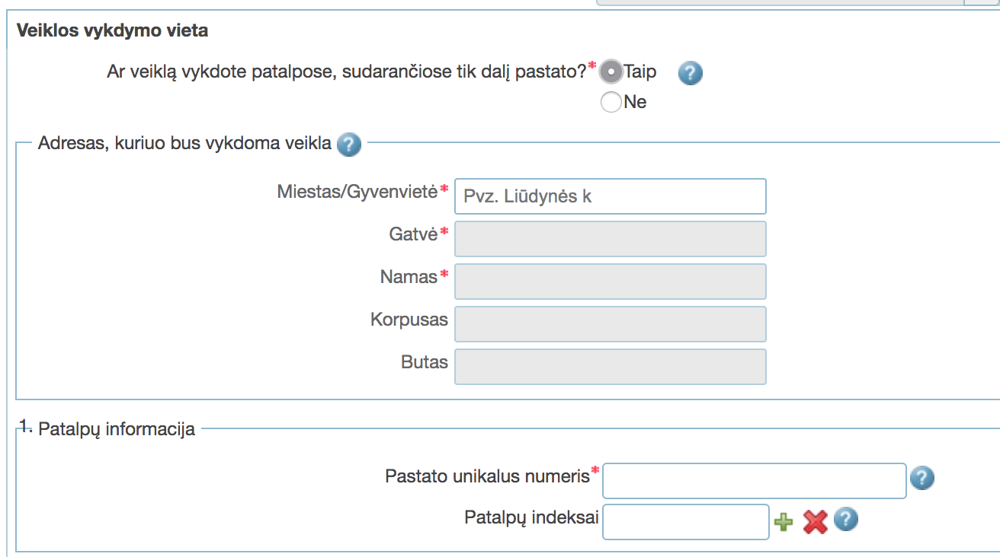 Veiklos vykdymo vieta
Ar veiklą vykdote patalpose, sudarančiose tik dalį pastato?* Taip ?
Ne
Adresas, kuriuo bus vykdoma veikla ?
Miestas/Gyvenvietė* Pvz. Liūdynės k
Gatvė*
Namas*
Korpusas
Butas
1. Patalpų informacija
Pastato unikalus numeris* ?
Patalpų indeksai ?